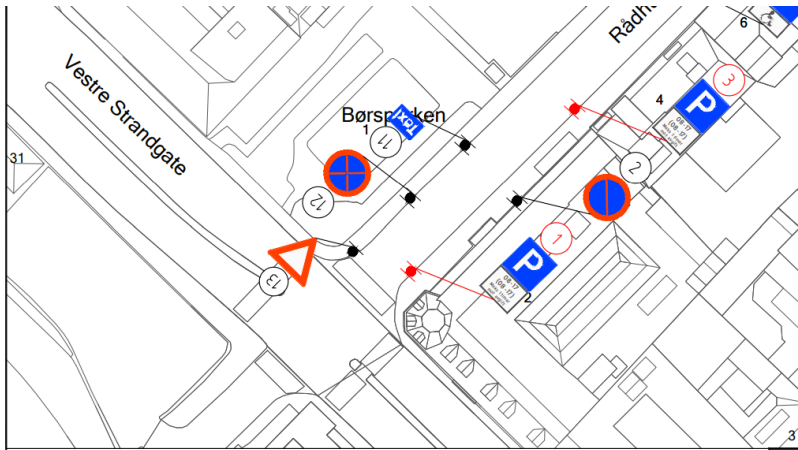 Vestre Strandgate
Børsparken
Rådh
Taxi
1
2
4
6
31
3
11
12
13
1
2
3
P
08-17
(08-17)
P
08-17
(08-17)